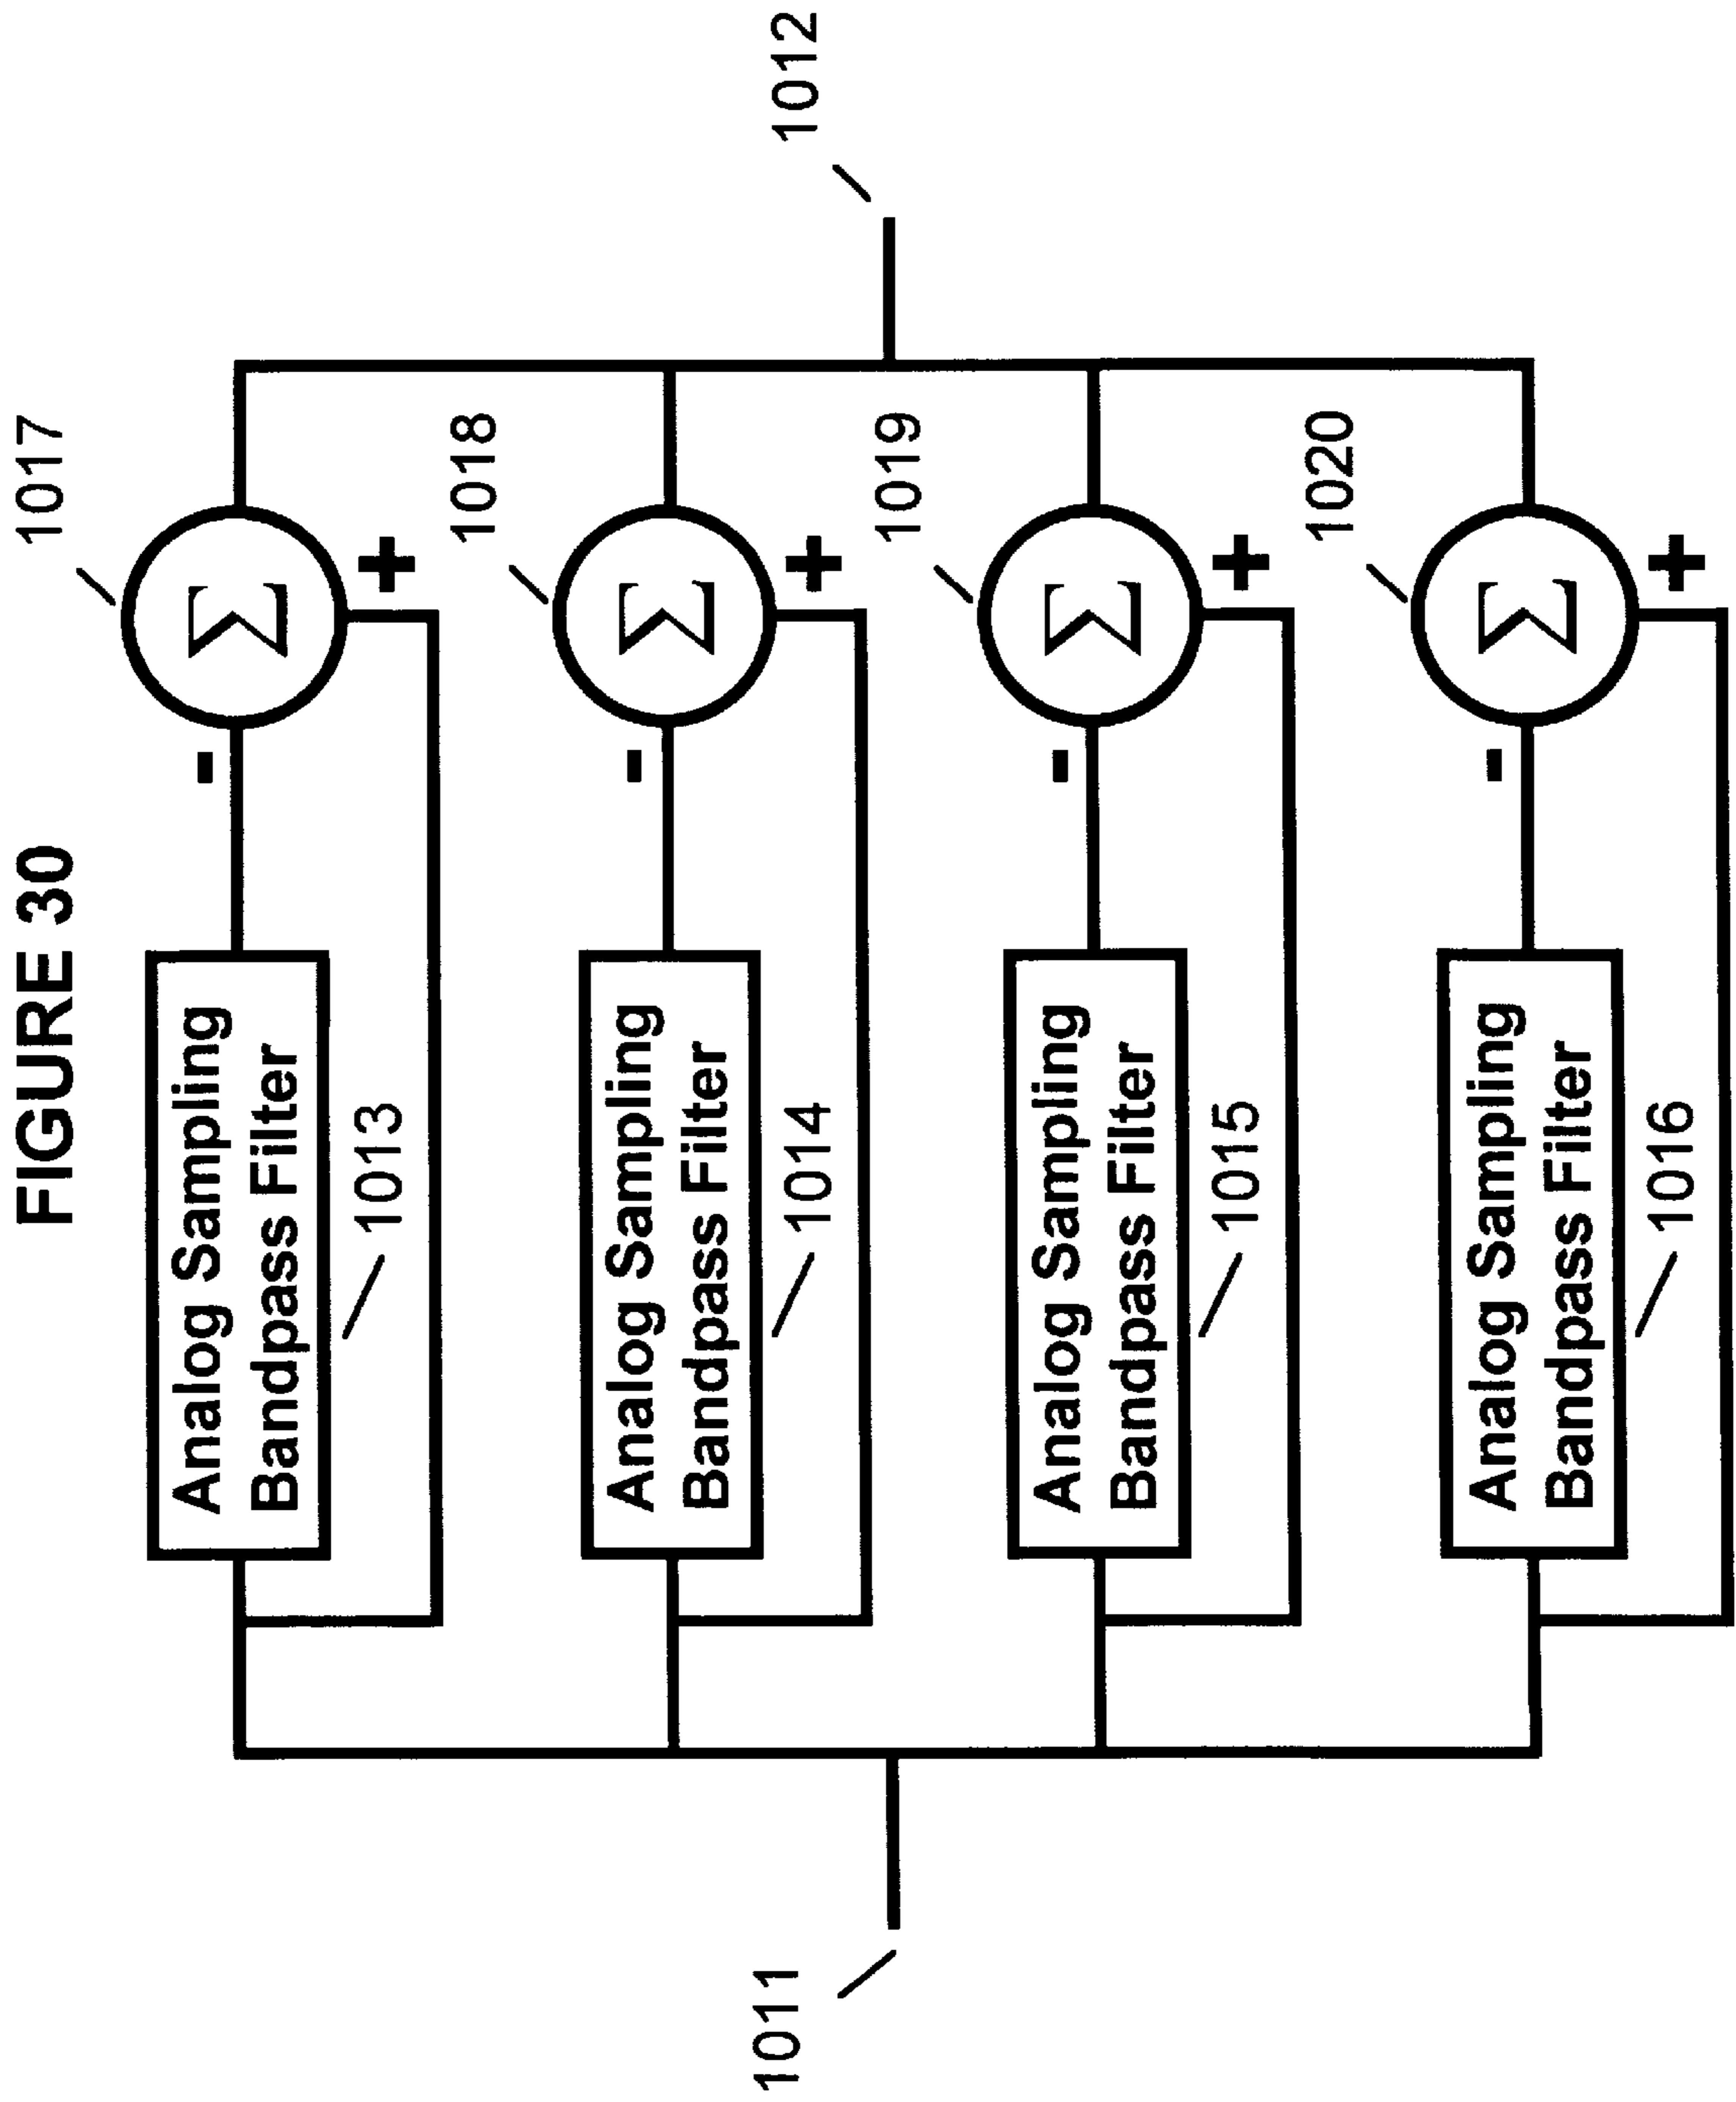 FIGURE 30
1017
Σ
+
-
Analog Sampling
Bandpass Filter
1013
1018
Σ
+
-
Analog Sampling
Bandpass Filter
1014
1019
Σ
+
-
Analog Sampling
Bandpass Filter
1015
1020
Σ
+
-
Analog Sampling
Bandpass Filter
1016
1011
1012